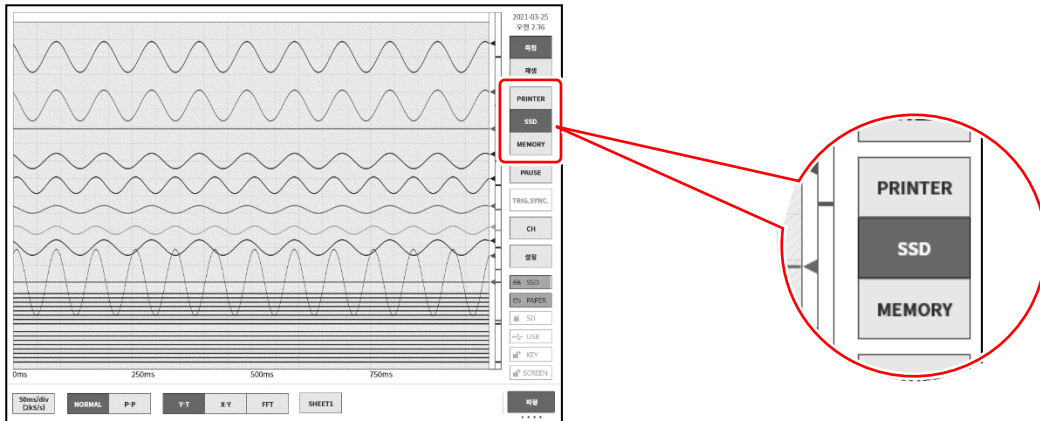 2021-03-25
오전 2.36
측정
재생
PRINTER
SSD
MEMORY
PAUSE
TRIG.SYNC.
CH
설정
SSD
PAPER
SD
USB
KEY
SCREEN
0ms 250ms 500ms 750ms
50ms/div
(2kS/s)
NORMAL P-P Y-T X-Y FFT SHEET1 파형
PRINTER
SSD
MEMORY